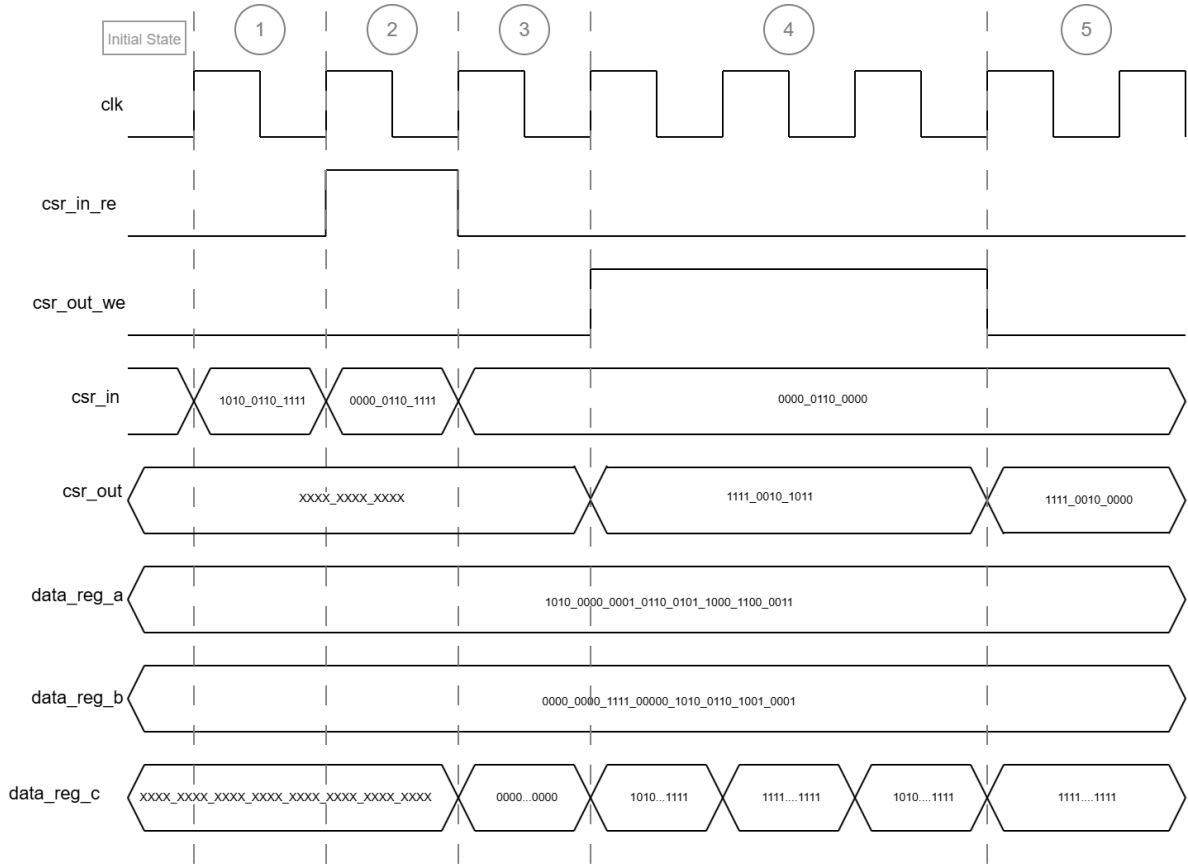 Initial State 1 2 3 4 5
clk
csr_in_re
csr_out_we
csr_in 1010_0110_1111 0000_0110_1111 0000_0110_0000
csr_out XXXX_XXXX_XXXX 1111_0010_1011 1111_0010_0000
data_reg_a 1010_0000_0001_0110_0101_1000_1100_0011
data_reg_b 0000_0000_1111_00000_1010_0110_1001_0001
data_reg_c XXXX_XXXX_XXXX_XXXX_XXXX_XXXX_XXXX_XXXX 0000...0000 1010...1111 1111....1111 1010....1111 1111....1111